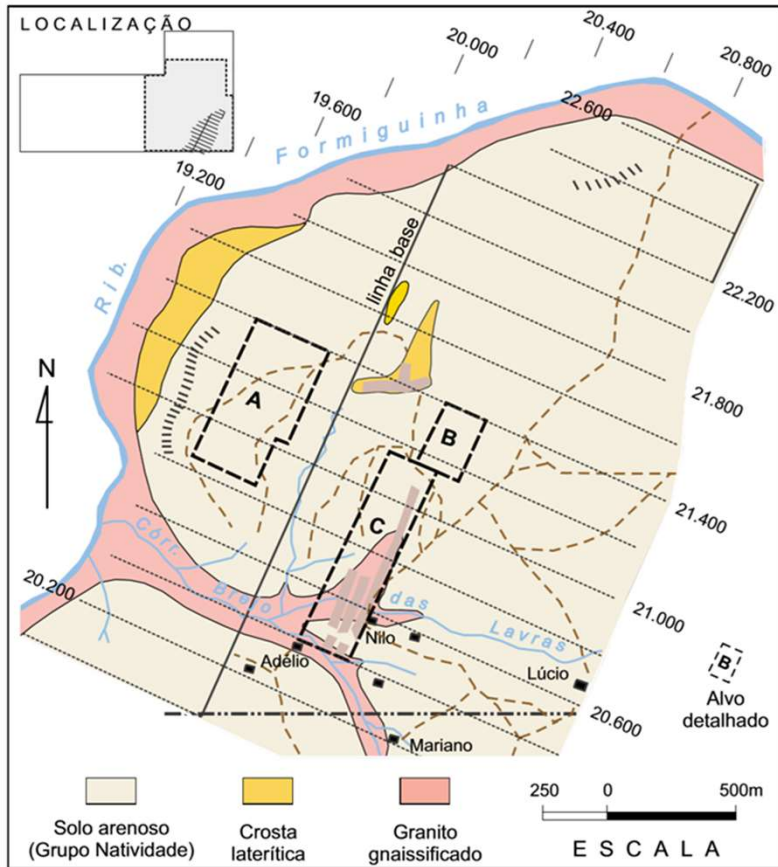 LOCALIZAÇÃO
20.000
20.400
20.800
19.600
19.200
22.600
Formiguinha
Rib.
linha base
22.200
N
A
21.800
B
C
21.400
Córr.
Brejo
das
Lavras
20.200
21.000
Nilo
Adélio
Lúcio
B
Alvo
detalhado
20.600
Mariano
250 0 500m
Solo arenoso
(Grupo Natividade)
Crosta
laterítica
Granito
gnaissificado
ESCALA